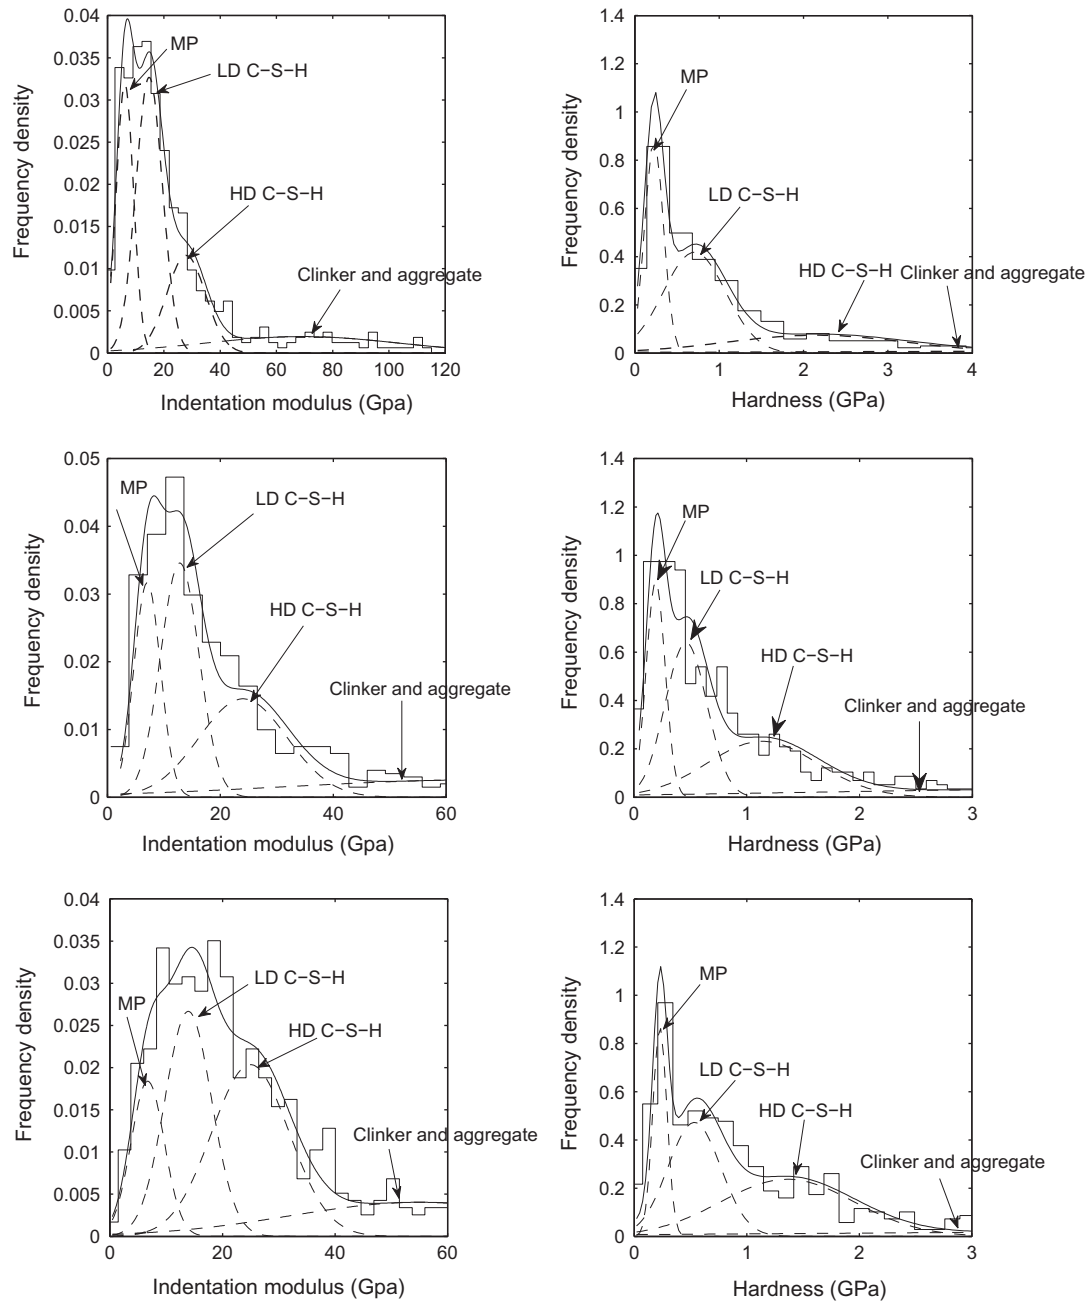 0.04
0.035
0.03
0.025
0.02
0.015
0.01
0.005
0
Frequency density
MP
LD C−S−H
HD C−S−H
Clinker and aggregate
0 20 40 60 80 100 120
Indentation modulus (Gpa)
1.4
1.2
1
0.8
0.6
0.4
0.2
0
Frequency density
MP
LD C−S−H
HD C−S−H
Clinker and aggregate
0 1 2 3 4
Hardness (GPa)
0.05
0.04
0.03
0.02
0.01
0
Frequency density
MP
LD C−S−H
HD C−S−H
Clinker and aggregate
0 20 40 60
Indentation modulus (Gpa)
1.4
1.2
1
0.8
0.6
0.4
0.2
0
Frequency density
MP
LD C−S−H
HD C−S−H
Clinker and aggregate
0 1 2 3
Hardness (GPa)
0.04
0.035
0.03
0.025
0.02
0.015
0.01
0.005
0
Frequency density
MP
LD C−S−H
HD C−S−H
Clinker and aggregate
0 20 40 60
Indentation modulus (Gpa)
1.4
1.2
1
0.8
0.6
0.4
0.2
0
Frequency density
MP
LD C−S−H
HD C−S−H
Clinker and aggregate
0 1 2 3
Hardness (GPa)